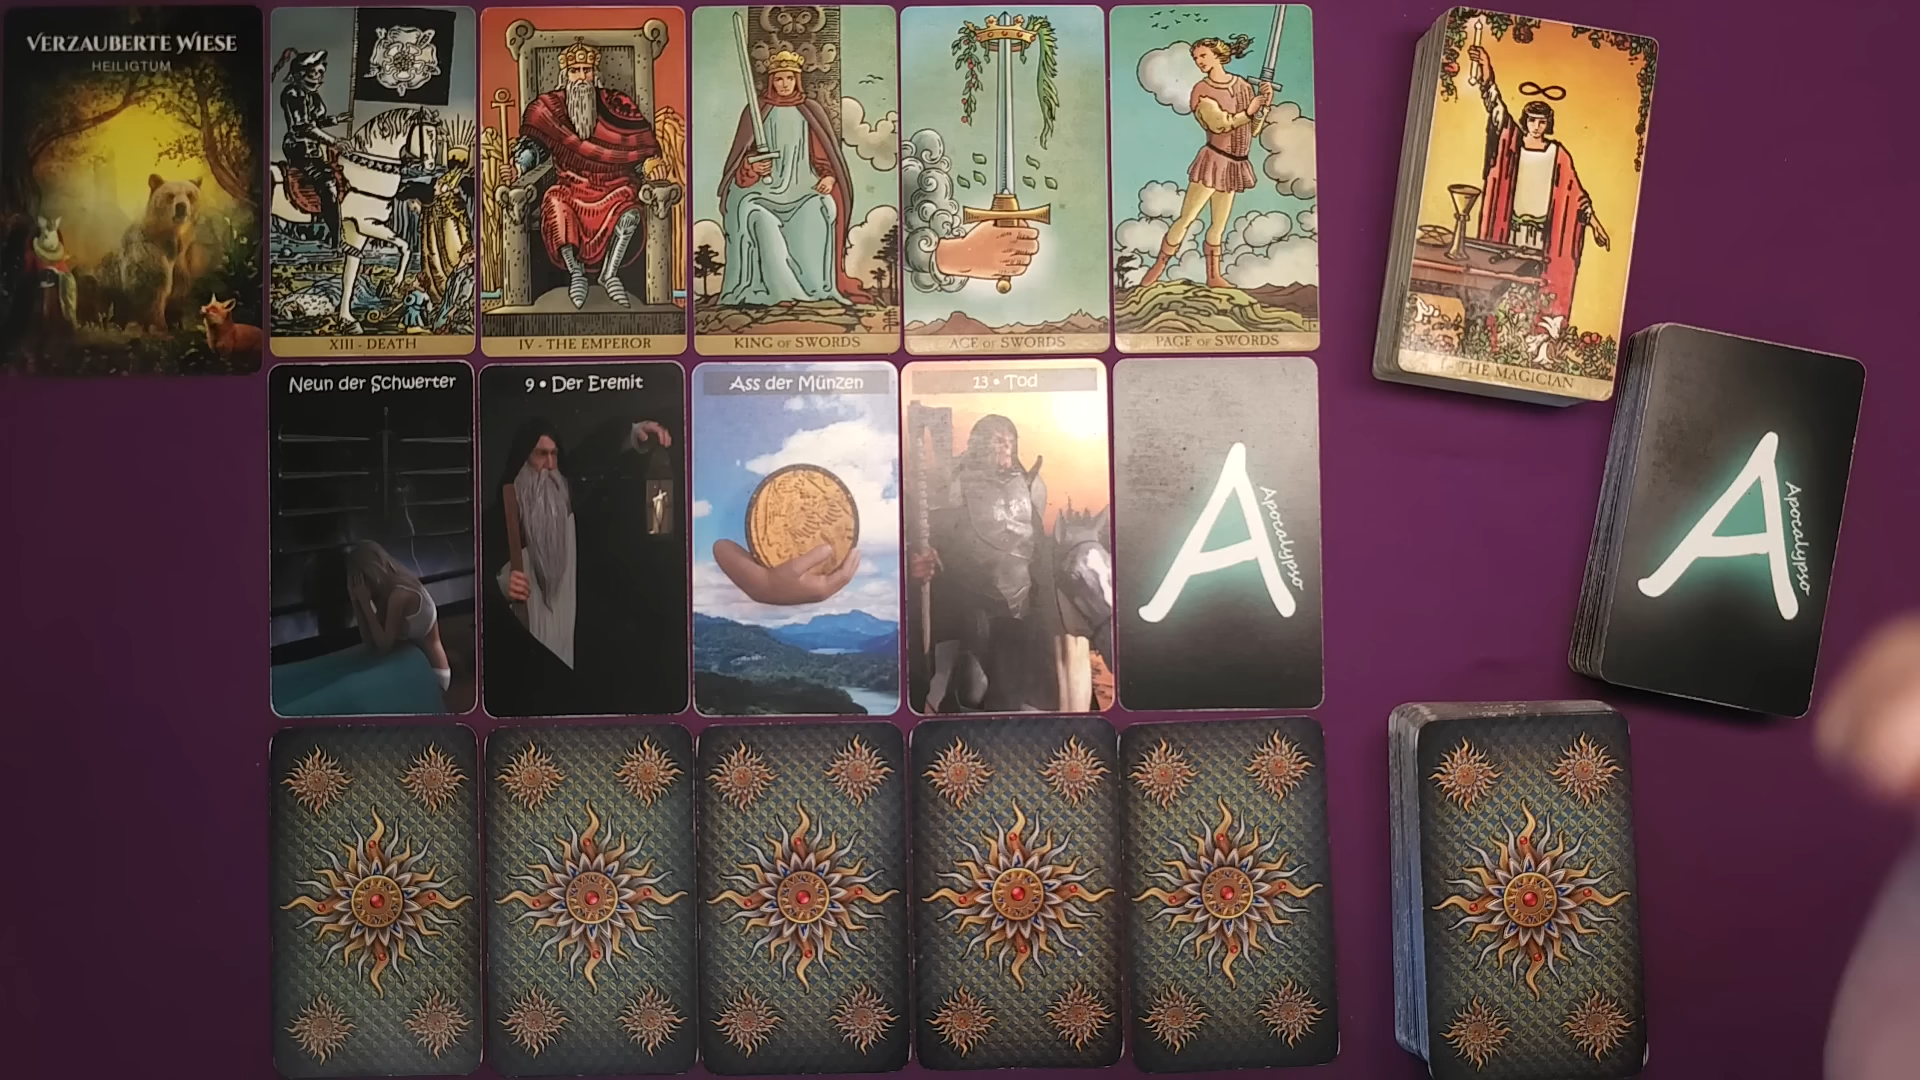 VERZAUBERTE WIESE
HEILIGTUM
XIII - DEATH
IV - THE EMPEROR
KING OF SWORDS
ACE OF SWORDS
PAGE OF SWORDS
THE MAGICIAN
Neun der Schwerter
9 • Der Eremit
Ass der Münzen
13 • Tod
A
Apocalypso
A
Apocalypso